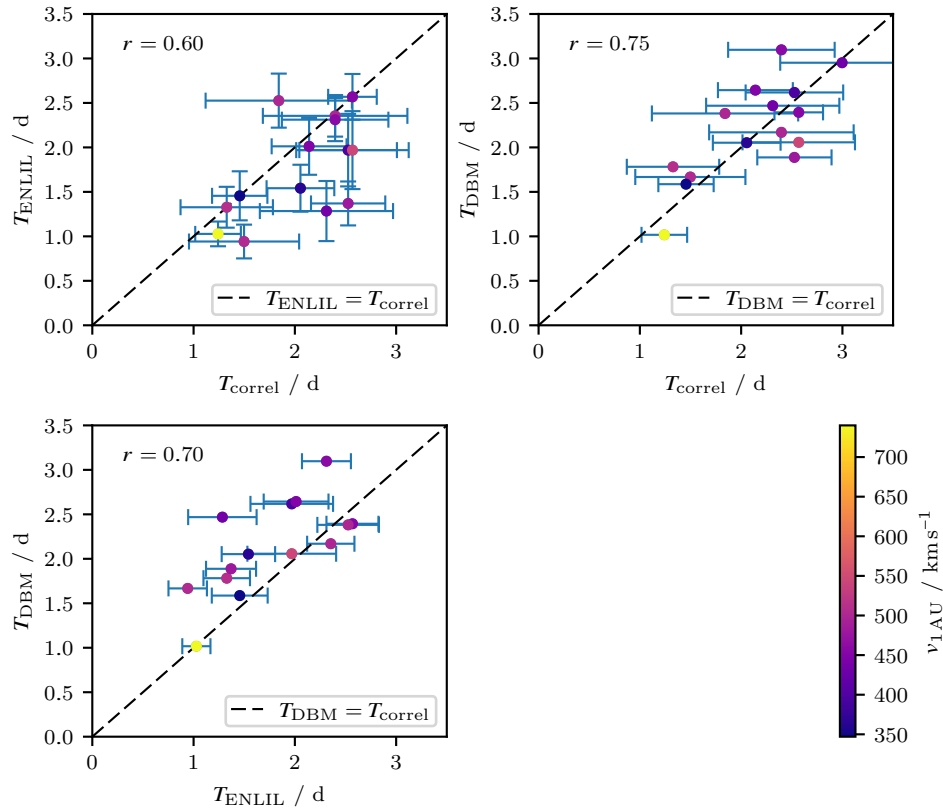 3.5
3.0
2.5
2.0
1.5
1.0
0.5
0.0
T_ENLIL / d
r = 0.60
T_ENLIL = T_correl
0 1 2 3
T_correl / d
3.5
3.0
2.5
2.0
1.5
1.0
0.5
0.0
T_DBM / d
r = 0.75
T_DBM = T_correl
0 1 2 3
T_correl / d
3.5
3.0
2.5
2.0
1.5
1.0
0.5
0.0
T_DBM / d
r = 0.70
T_DBM = T_correl
0 1 2 3
T_ENLIL / d
700
650
600
550
500
450
400
350
v_1AU / km s⁻¹